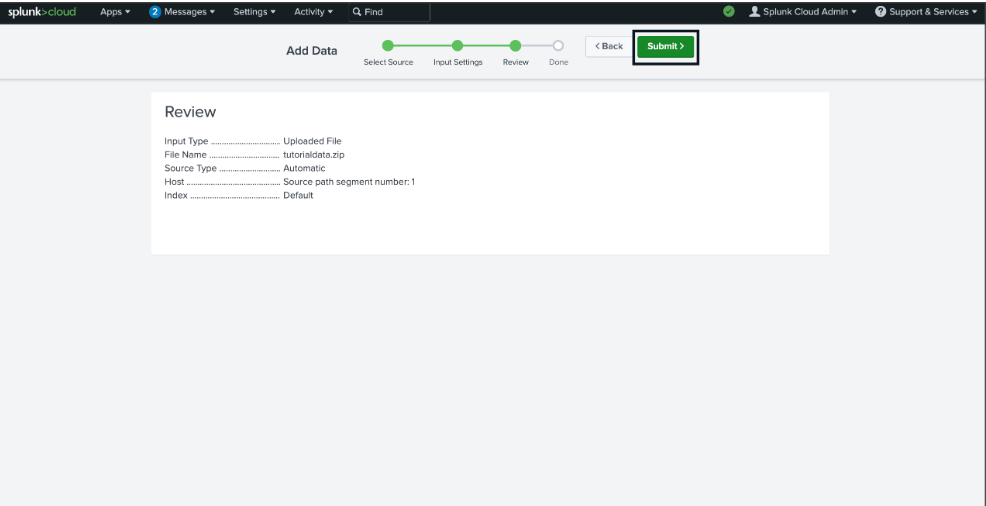 splunk>cloud Apps ▾ 2 Messages ▾ Settings ▾ Activity ▾ Find Splunk Cloud Admin ▾ Support & Services ▾
Add Data
Select Source Input Settings Review Done
< Back Submit >
Review
Input Type ............................. Uploaded File
File Name ............................. tutorialdata.zip
Source Type ......................... Automatic
Host ....................................... Source path segment number: 1
Index ..................................... Default